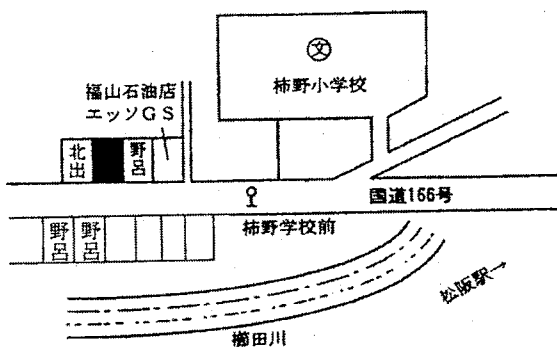 文
柿野小学校
福山石油店
エッソGS
北出
野呂
国道166号
柿野学校前
野呂
野呂
松阪駅→
櫛田川